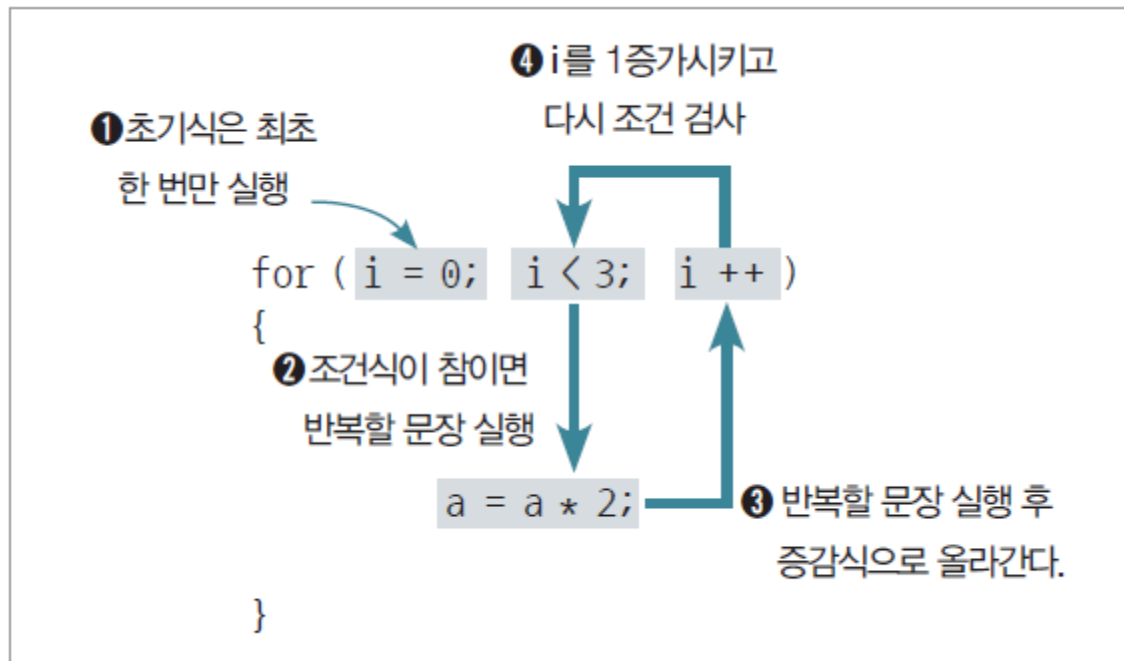 ❹ i를 1증가시키고
다시 조건 검사
❶초기식은 최초
한 번만 실행
for ( i = 0; i < 3; i ++ )
{
❷조건식이 참이면
반복할 문장 실행
a = a * 2;
❸ 반복할 문장 실행 후
증감식으로 올라간다.
}